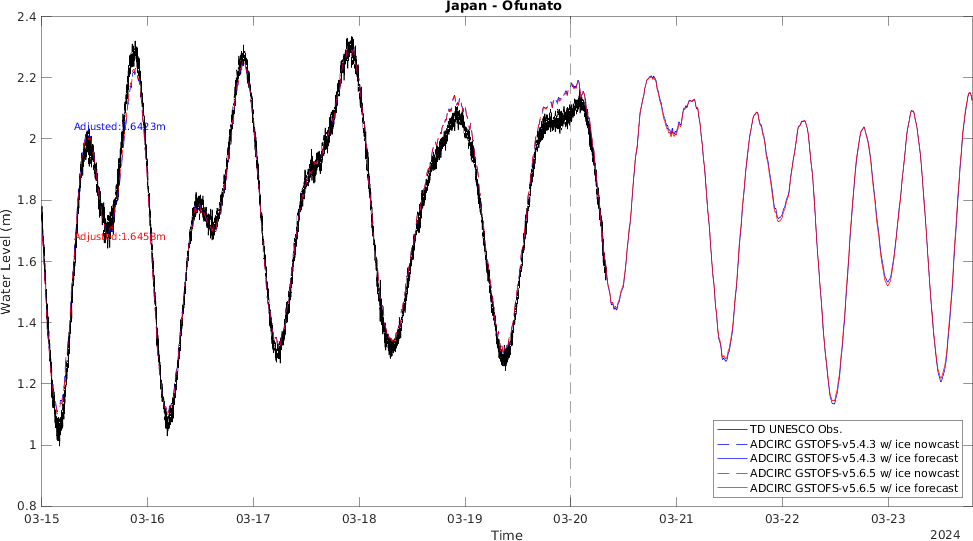 Japan - Ofunato
2.4
2.2
2
1.8
1.6
1.4
1.2
1
0.8
Water Level (m)
Adjusted:1.6423m
Adjusted:1.6458m
TD UNESCO Obs.
ADCIRC GSTOFS-v5.4.3 w/ ice nowcast
ADCIRC GSTOFS-v5.4.3 w/ ice forecast
ADCIRC GSTOFS-v5.6.5 w/ ice nowcast
ADCIRC GSTOFS-v5.6.5 w/ ice forecast
03-15 03-16 03-17 03-18 03-19 03-20 03-21 03-22 03-23
Time
2024